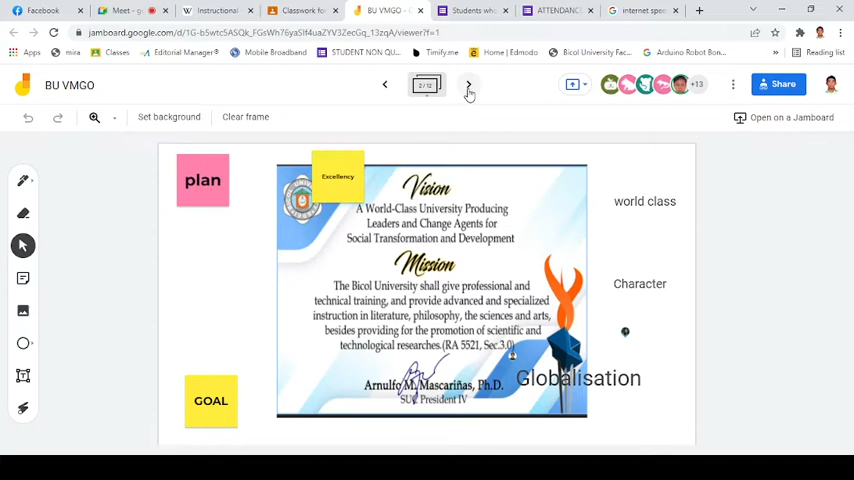 Facebook
Meet - g
Instructional
Classwork for
BU VMGO -
Students who
ATTENDANC
internet spee
jamboard.google.com/d/1G-b5wtc5ASQk_FGsWh76yaSlf4uaZYV3ZecGq_13zqA/viewer?f=1
Apps
mira
Classes
Editorial Manager®
Mobile Broadband
STUDENT NON QU...
Timify.me
Home | Edmodo
Bicol University Fac...
Arduino Robot Bon...
Reading list
BU VMGO
2 / 12
+13
Share
Set background
Clear frame
Open on a Jamboard
plan
Excellency
Vision
A World-Class University Producing
Leaders and Change Agents for
Social Transformation and Development
Mission
The Bicol University shall give professional and
technical training, and provide advanced and specialized
instruction in literature, philosophy, the sciences and arts,
besides providing for the promotion of scientific and
technological researches.(RA 5521, Sec.3.0)
Arnulfo M. Mascariñas, Ph.D.
SUC President IV
world class
Character
Globalisation
GOAL